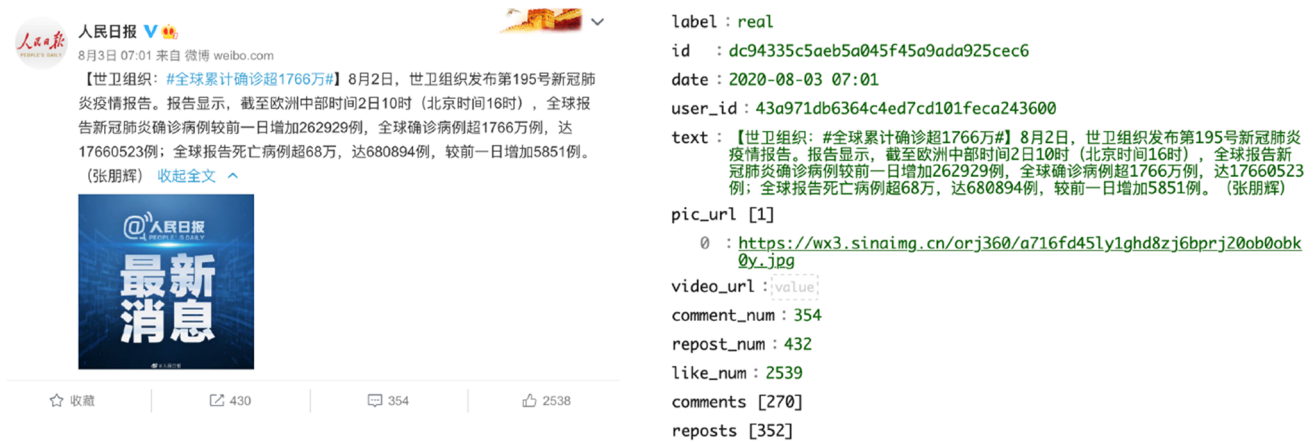 人民日报
人民日报
PEOPLE'S DAILY
8月3日 07:01 来自 微博 weibo.com
【世卫组织：#全球累计确诊超1766万#】8月2日，世卫组织发布第195号新冠肺
炎疫情报告。报告显示，截至欧洲中部时间2日10时（北京时间16时），全球报
告新冠肺炎确诊病例较前一日增加262929例，全球确诊病例超1766万例，达
17660523例；全球报告死亡病例超68万，达680894例，较前一日增加5851例。
（张朋辉） 收起全文
@人民日报
PEOPLE'S DAILY
最新
消息
@人民日报
收藏 430 354 2538
label：real
id ：dc94335c5aeb5a045f45a9ada925cec6
date：2020-08-03 07:01
user_id：43a971db6364c4ed7cd101feca243600
text：【世卫组织：#全球累计确诊超1766万#】8月2日，世卫组织发布第195号新冠肺炎
疫情报告。报告显示，截至欧洲中部时间2日10时（北京时间16时），全球报告新
冠肺炎确诊病例较前一日增加262929例，全球确诊病例超1766万例，达17660523
例；全球报告死亡病例超68万，达680894例，较前一日增加5851例。（张朋辉）
pic_url [1]
0 ：https://wx3.sinaimg.cn/orj360/a716fd45ly1ghd8zj6bprj20ob0obk
0y.jpg
video_url：value
comment_num：354
repost_num：432
like_num：2539
comments [270]
reposts [352]